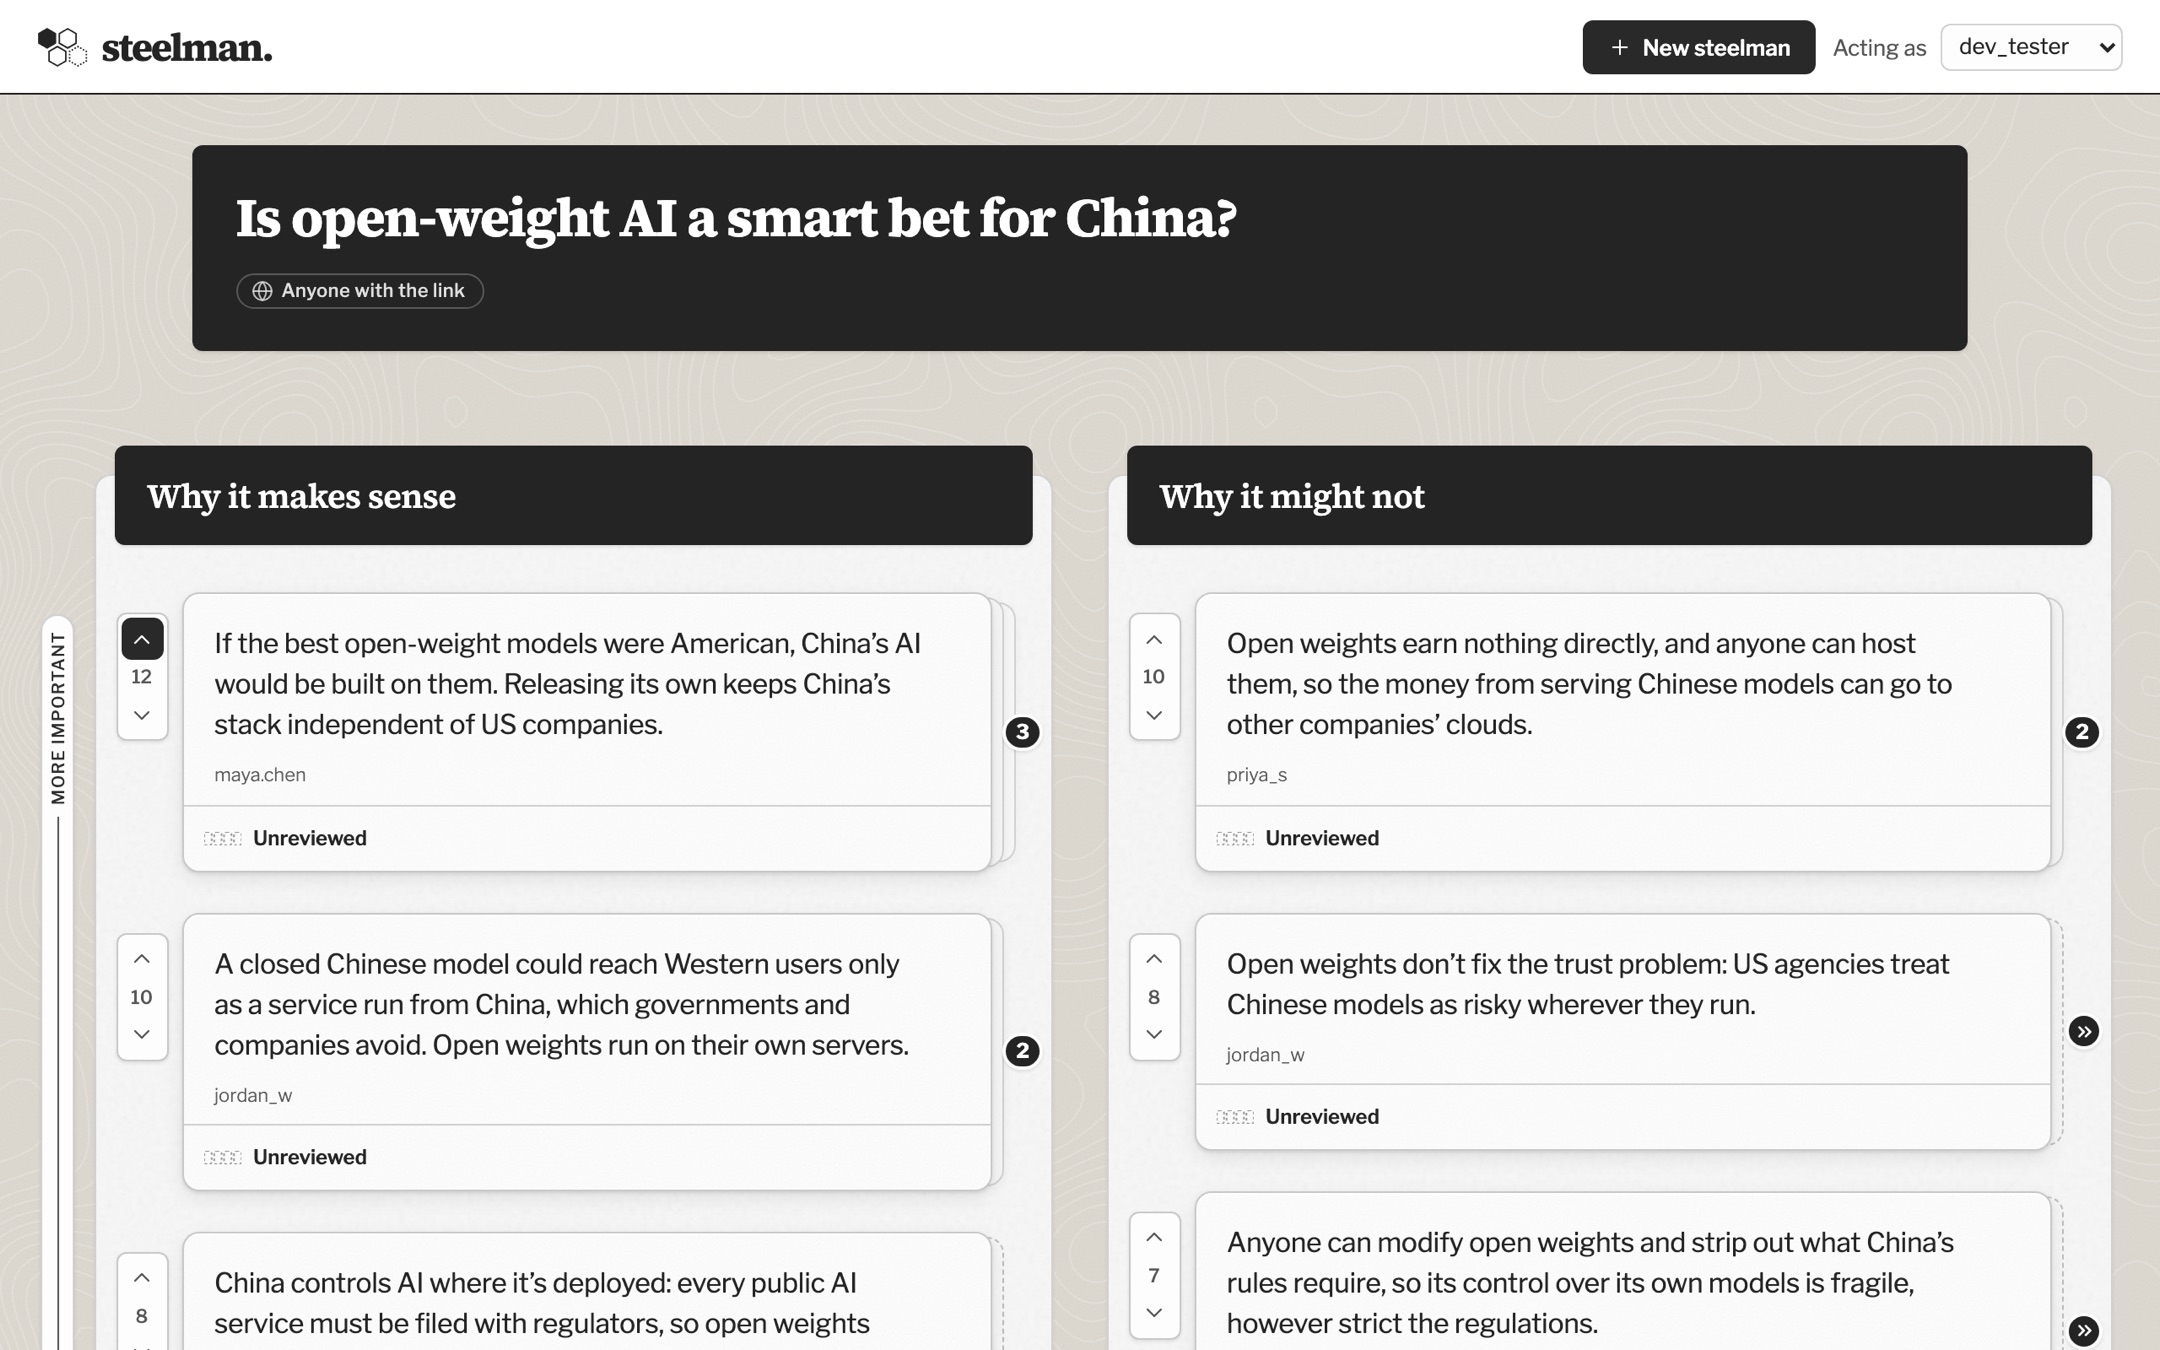 steelman.
+ New steelman
Acting as
dev_tester
Is open-weight AI a smart bet for China?
Anyone with the link
MORE IMPORTANT
Why it makes sense
12
If the best open-weight models were American, China’s AI
would be built on them. Releasing its own keeps China’s
stack independent of US companies.
maya.chen
3
Unreviewed
10
A closed Chinese model could reach Western users only
as a service run from China, which governments and
companies avoid. Open weights run on their own servers.
jordan_w
2
Unreviewed
8
China controls AI where it’s deployed: every public AI
service must be filed with regulators, so open weights
Why it might not
10
Open weights earn nothing directly, and anyone can host
them, so the money from serving Chinese models can go to
other companies’ clouds.
priya_s
2
Unreviewed
8
Open weights don’t fix the trust problem: US agencies treat
Chinese models as risky wherever they run.
jordan_w
Unreviewed
7
Anyone can modify open weights and strip out what China’s
rules require, so its control over its own models is fragile,
however strict the regulations.